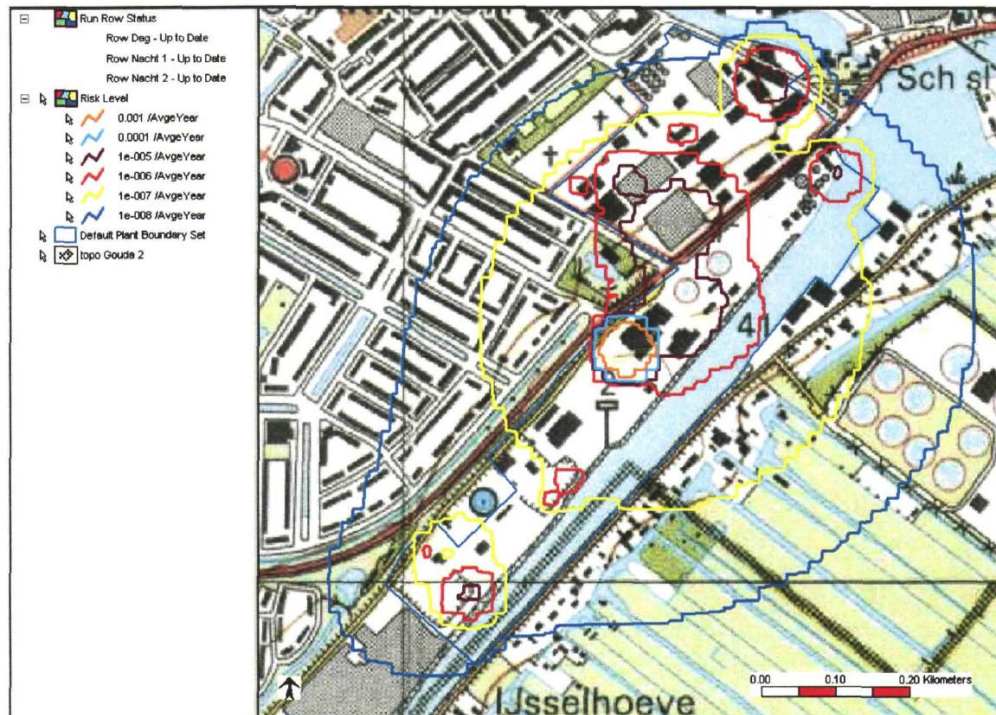 Run Row Status
Row Dag - Up to Date
Row Nacht 1 - Up to Date
Row Nacht 2 - Up to Date
Risk Level
0.001 /AvgeYear
0.0001 /AvgeYear
1e-005 /AvgeYear
1e-006 /AvgeYear
1e-007 /AvgeYear
1e-008 /AvgeYear
Default Plant Boundary Set
topo Gouda 2
Sch sl
41
2
0.00 0.10 0.20 Kilometers
IJsselhoeve